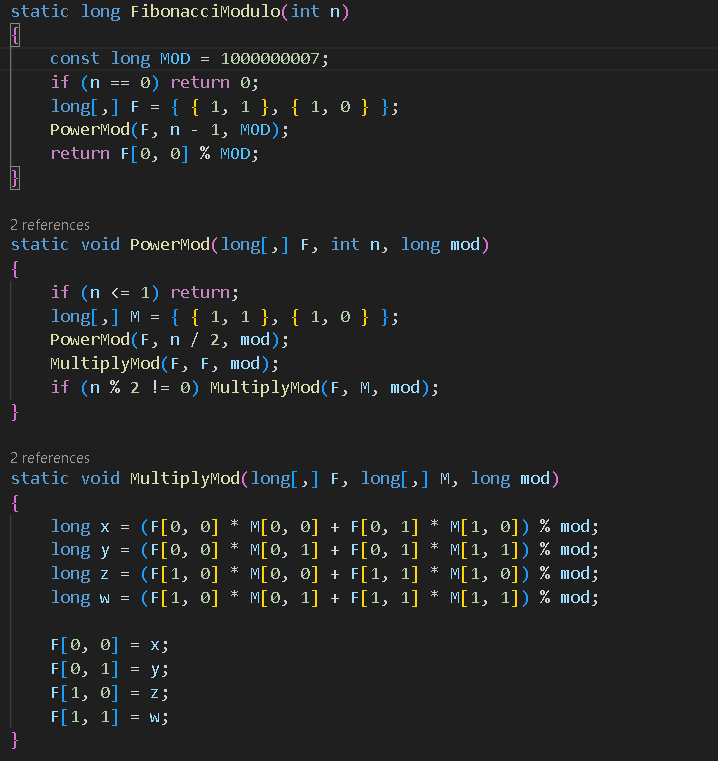 static long FibonacciModulo(int n)
{
    const long MOD = 1000000007;
    if (n == 0) return 0;
    long[,] F = { { 1, 1 }, { 1, 0 } };
    PowerMod(F, n - 1, MOD);
    return F[0, 0] % MOD;
}
2 references
static void PowerMod(long[,] F, int n, long mod)
{
    if (n <= 1) return;
    long[,] M = { { 1, 1 }, { 1, 0 } };
    PowerMod(F, n / 2, mod);
    MultiplyMod(F, F, mod);
    if (n % 2 != 0) MultiplyMod(F, M, mod);
}
2 references
static void MultiplyMod(long[,] F, long[,] M, long mod)
{
    long x = (F[0, 0] * M[0, 0] + F[0, 1] * M[1, 0]) % mod;
    long y = (F[0, 0] * M[0, 1] + F[0, 1] * M[1, 1]) % mod;
    long z = (F[1, 0] * M[0, 0] + F[1, 1] * M[1, 0]) % mod;
    long w = (F[1, 0] * M[0, 1] + F[1, 1] * M[1, 1]) % mod;
    F[0, 0] = x;
    F[0, 1] = y;
    F[1, 0] = z;
    F[1, 1] = w;
}